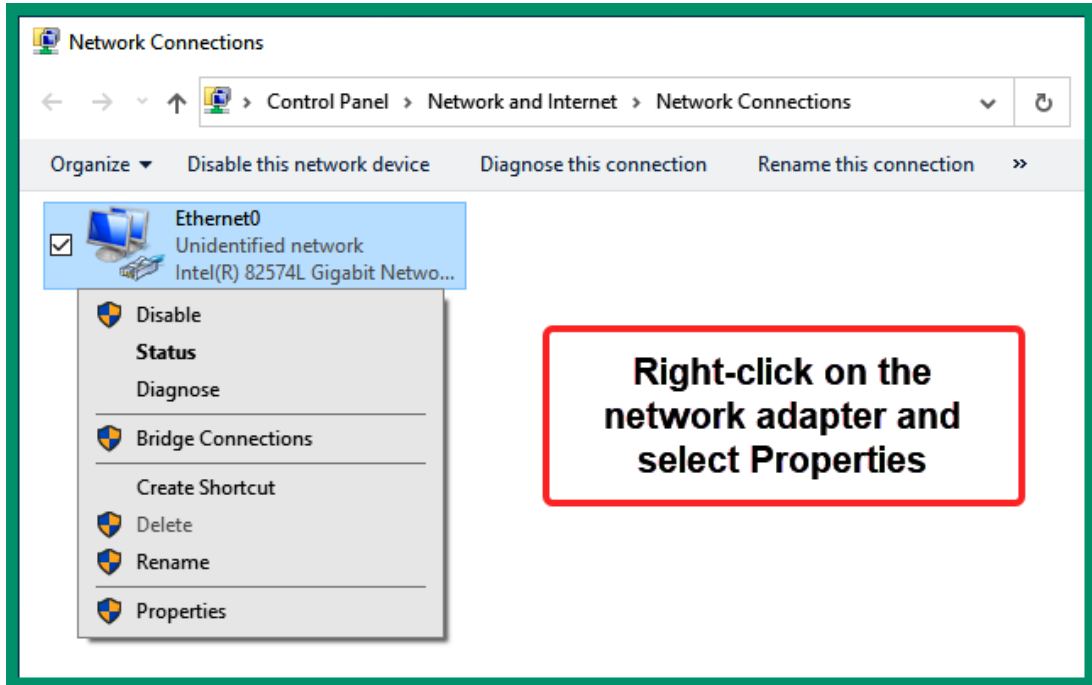 Network Connections
Control Panel > Network and Internet > Network Connections
Organize Disable this network device Diagnose this connection Rename this connection »
Ethernet0
Unidentified network
Intel(R) 82574L Gigabit Netwo...
Disable
Status
Diagnose
Bridge Connections
Create Shortcut
Delete
Rename
Properties
Right-click on the
network adapter and
select Properties